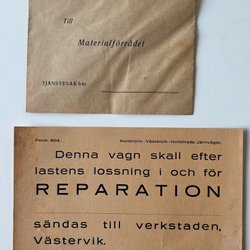 Till
Materialförrådet
TJÄNSTESAK från
Form. 604. Norsholm-Västervik-Hultsfreds Järnvägar.
Denna vagn skall efter
lastens lossning i och för
REPARATION
sändas till verkstaden,
Västervik.